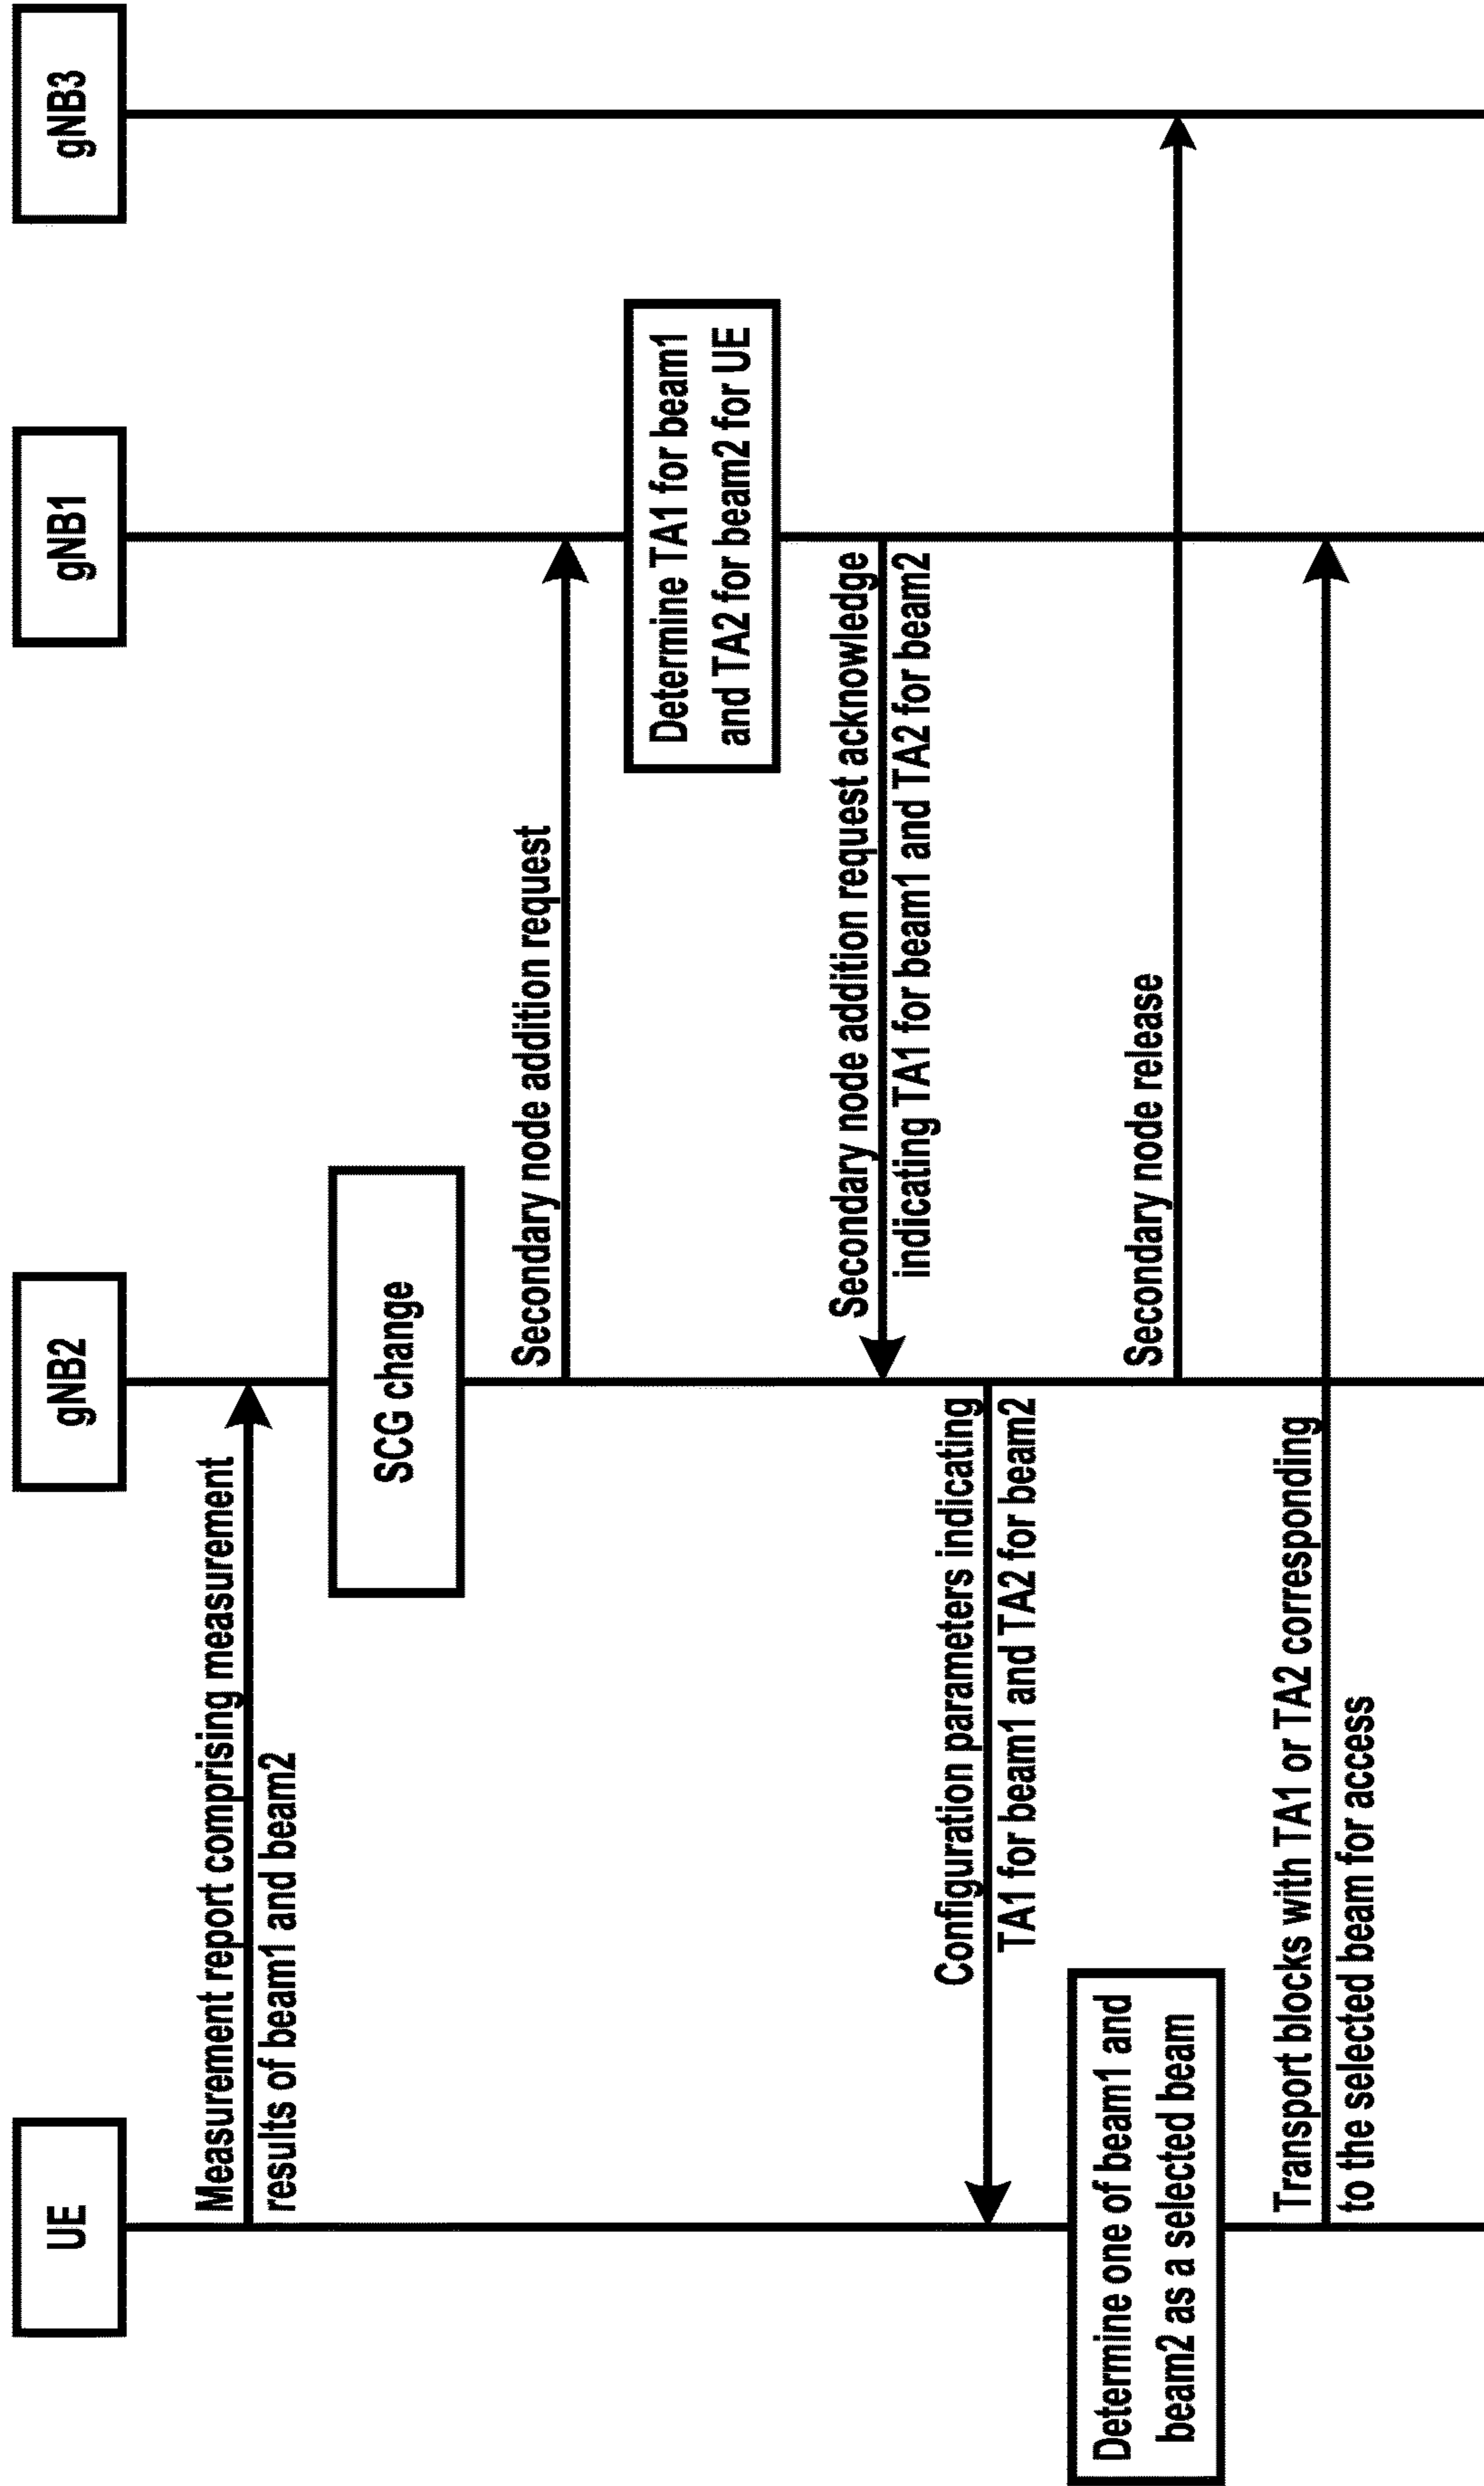 UE
gNB2
gNB1
gNB3
Measurement report comprising measurement
results of beam1 and beam2
SCG change
Secondary node addition request
Determine TA1 for beam1
and TA2 for beam2 for UE
Secondary node addition request acknowledge
indicating TA1 for beam1 and TA2 for beam2
Configuration parameters indicating
TA1 for beam1 and TA2 for beam2
Determine one of beam1 and
beam2 as a selected beam
Secondary node release
Transport blocks with TA1 or TA2 corresponding
to the selected beam for access